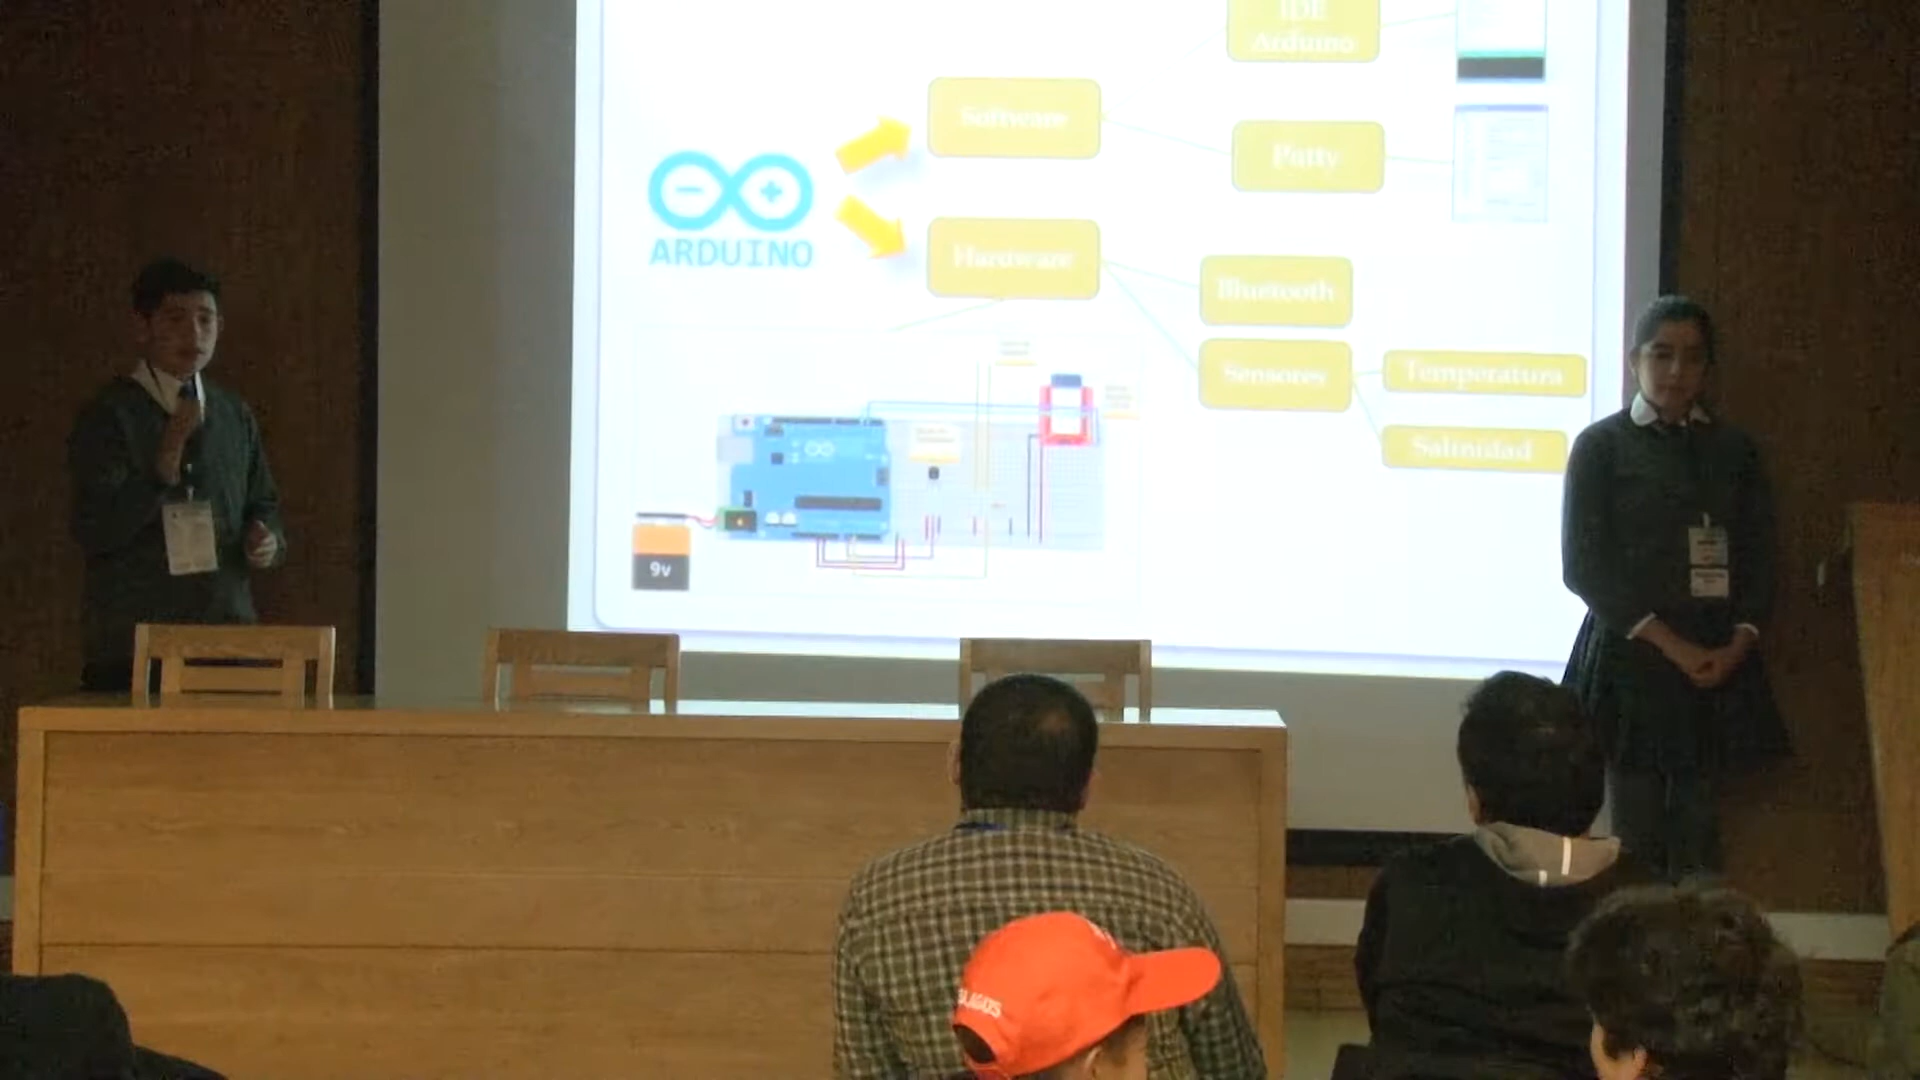 IDE
Arduino
Software
Putty
ARDUINO
Hardware
Bluetooth
Sensores
Temperatura
Salinidad
9v